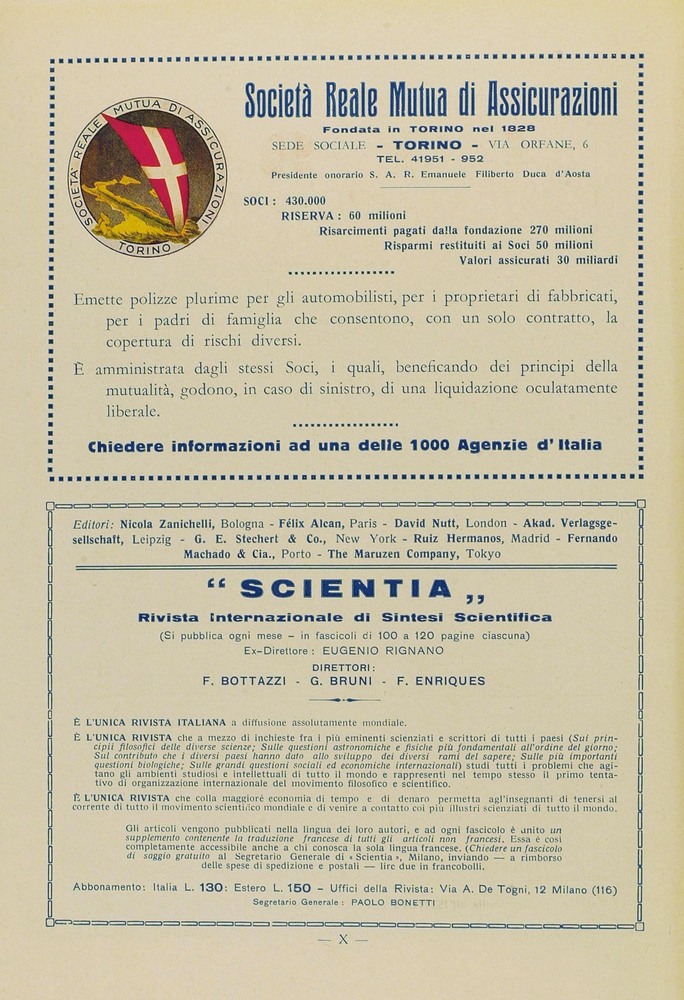 SOCIETA' REALE MUTUA DI ASSICURAZIONI
TORINO
Società Reale Mutua di Assicurazioni
Fondata in TORINO nel 1828
SEDE SOCIALE - TORINO - VIA ORFANE, 6
TEL. 41951 - 952
Presidente onorario S. A. R. Emanuele Filiberto Duca d'Aosta
SOCI : 430.000
RISERVA : 60 milioni
Risarcimenti pagati dalla fondazione 270 milioni
Risparmi restituiti ai Soci 50 milioni
Valori assicurati 30 miliardi
Emette polizze plurime per gli automobilisti, per i proprietari di fabbricati,
per i padri di famiglia che consentono, con un solo contratto, la
copertura di rischi diversi.
È amministrata dagli stessi Soci, i quali, beneficando dei principi della
mutualità, godono, in caso di sinistro, di una liquidazione oculatamente
liberale.
Chiedere informazioni ad una delle 1000 Agenzie d'Italia
Editori: Nicola Zanichelli, Bologna - Félix Alcan, Paris - David Nutt, London - Akad. Verlagsge-
sellschaft, Leipzig - G. E. Stechert & Co., New York - Ruiz Hermanos, Madrid - Fernando
Machado & Cia., Porto - The Maruzen Company, Tokyo
“ SCIENTIA „
Rivista Internazionale di Sintesi Scientifica
(Si pubblica ogni mese - in fascicoli di 100 a 120 pagine ciascuna)
Ex-Direttore : EUGENIO RIGNANO
DIRETTORI :
F. BOTTAZZI - G. BRUNI - F. ENRIQUES
È L'UNICA RIVISTA ITALIANA a diffusione assolutamente mondiale.
È L'UNICA RIVISTA che a mezzo di inchieste fra i più eminenti scienziati e scrittori di tutti i paesi (Sui prin-
cipii filosofici delle diverse scienze; Sulle questioni astronomiche e fisiche più fondamentali all'ordine del giorno;
Sul contributo che i diversi paesi hanno dato allo sviluppo dei diversi rami del sapere; Sulle più importanti
questioni biologiche; Sulle grandi questioni sociali ed economiche internazionali) studi tutti i problemi che agi-
tano gli ambienti studiosi e intellettuali di tutto il mondo e rappresenti nel tempo stesso il primo tenta-
tivo di organizzazione internazionale del movimento filosofico e scientifico.
È L'UNICA RIVISTA che colla maggiore economia di tempo e di denaro permetta agl'insegnanti di tenersi al
corrente di tutto il movimento scientifico mondiale e di venire a contatto coi più illustri scienziati di tutto il mondo.
Gli articoli vengono pubblicati nella lingua dei loro autori, e ad ogni fascicolo è unito un
supplemento contenente la traduzione francese di tutti gli articoli non francesi. Essa è così
completamente accessibile anche a chi conosca la sola lingua francese. (Chiedere un fascicolo
di saggio gratuito al Segretario Generale di « Scientia », Milano, inviando — a rimborso
delle spese di spedizione e postali — lire due in francobolli.
Abbonamento: Italia L. 130: Estero L. 150 - Uffici della Rivista: Via A. De Togni, 12 Milano (116)
Segretario Generale : PAOLO BONETTI
— X —